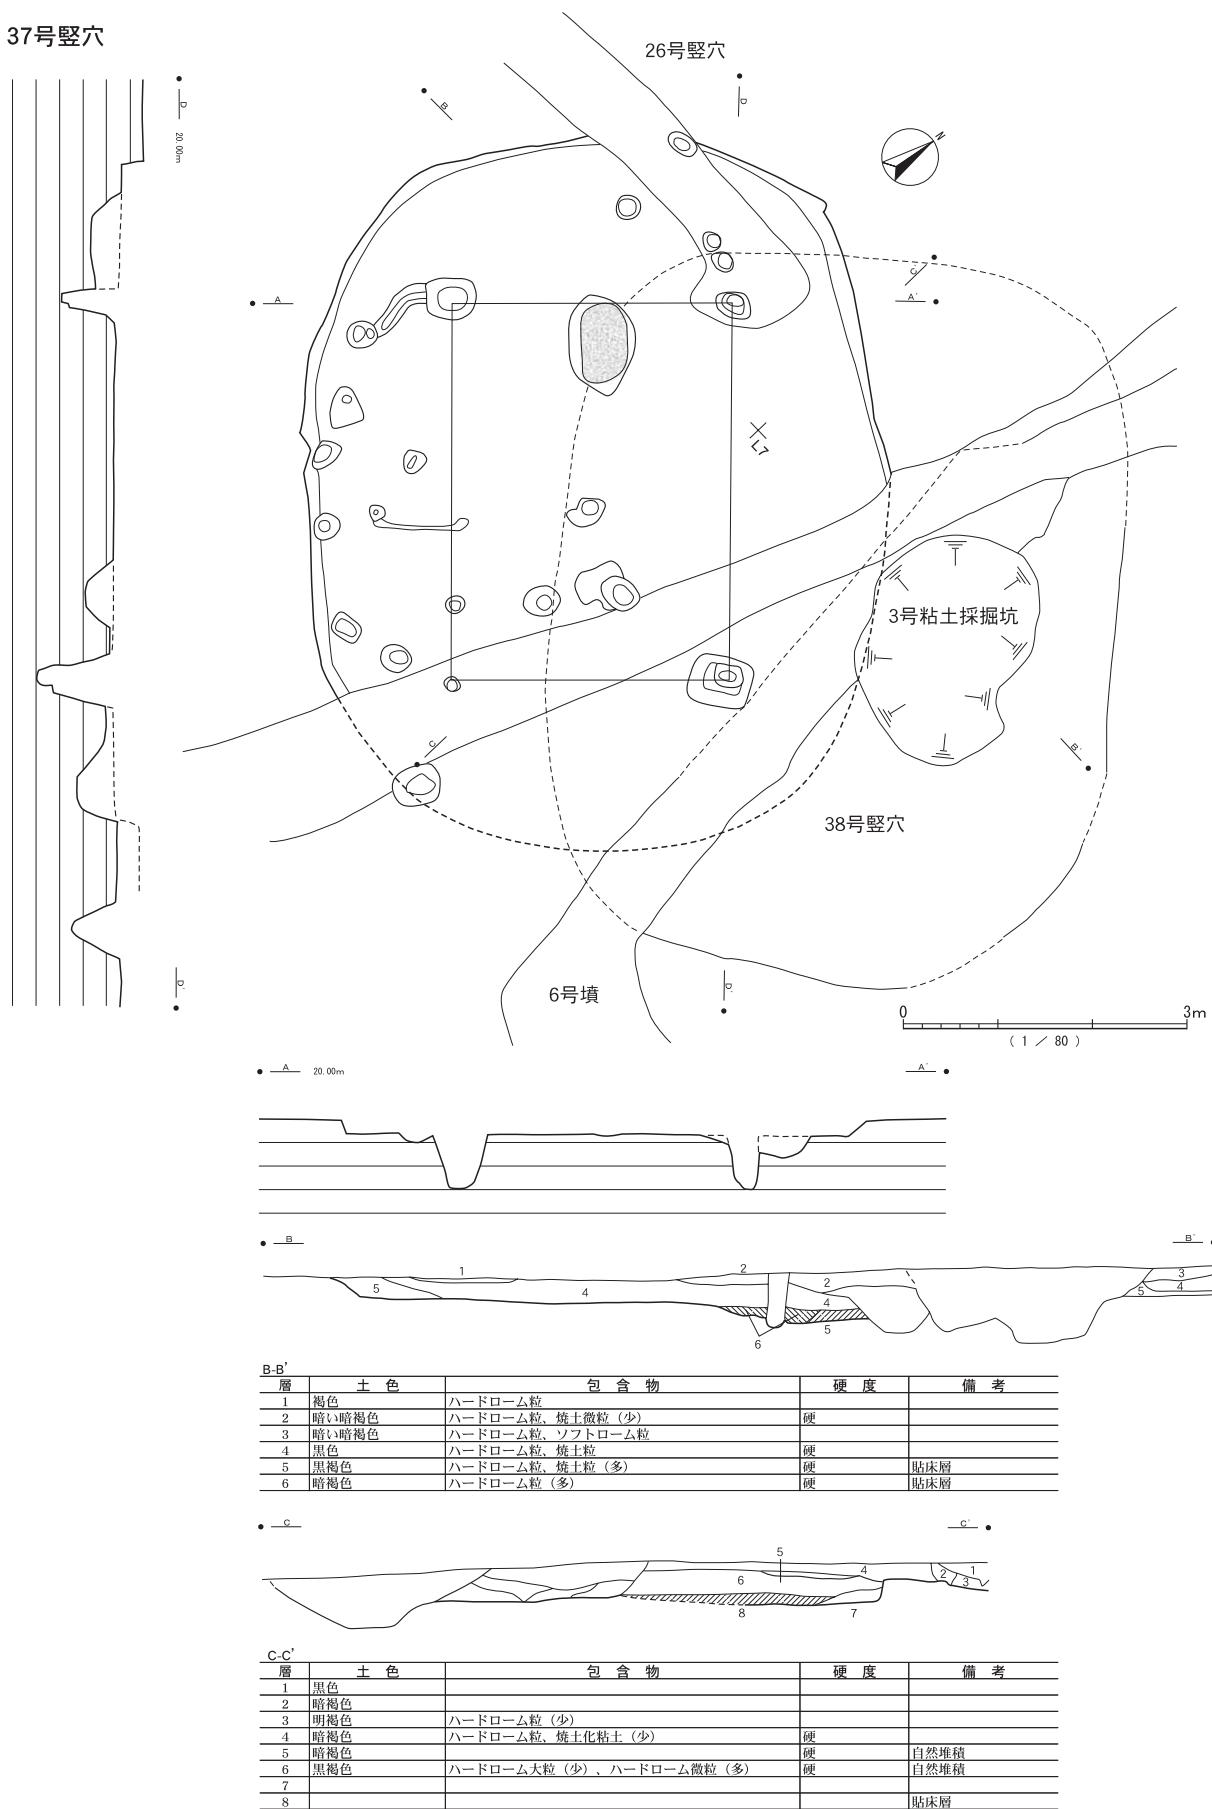 37号竪穴
26号竪穴
D
20.00m
B
D
N
C'
A
A'
L7
3号粘土採掘坑
C
B'
38号竪穴
6号墳
D'
D'
0 3m
( 1 / 80 )
A 20.00m A'
B B'
1 2 2 3 4 5 4 4 5 5 6
B-B'
層 土色 包含物 硬度 備考
1 褐色 ハードローム粒
2 暗い暗褐色 ハードローム粒、焼土微粒（少） 硬
3 暗い暗褐色 ハードローム粒、ソフトローム粒
4 黒色 ハードローム粒、焼土粒 硬
5 黒褐色 ハードローム粒、焼土粒（多） 硬 貼床層
6 暗褐色 ハードローム粒（多） 硬 貼床層
C C'
5 4 6 2 1 3 8 7
C-C'
層 土色 包含物 硬度 備考
1 黒色
2 暗褐色
3 明褐色 ハードローム粒（少）
4 暗褐色 ハードローム粒、焼土化粘土（少） 硬
5 暗褐色 硬 自然堆積
6 黒褐色 ハードローム大粒（少）、ハードローム微粒（多） 硬 自然堆積
7
8 貼床層